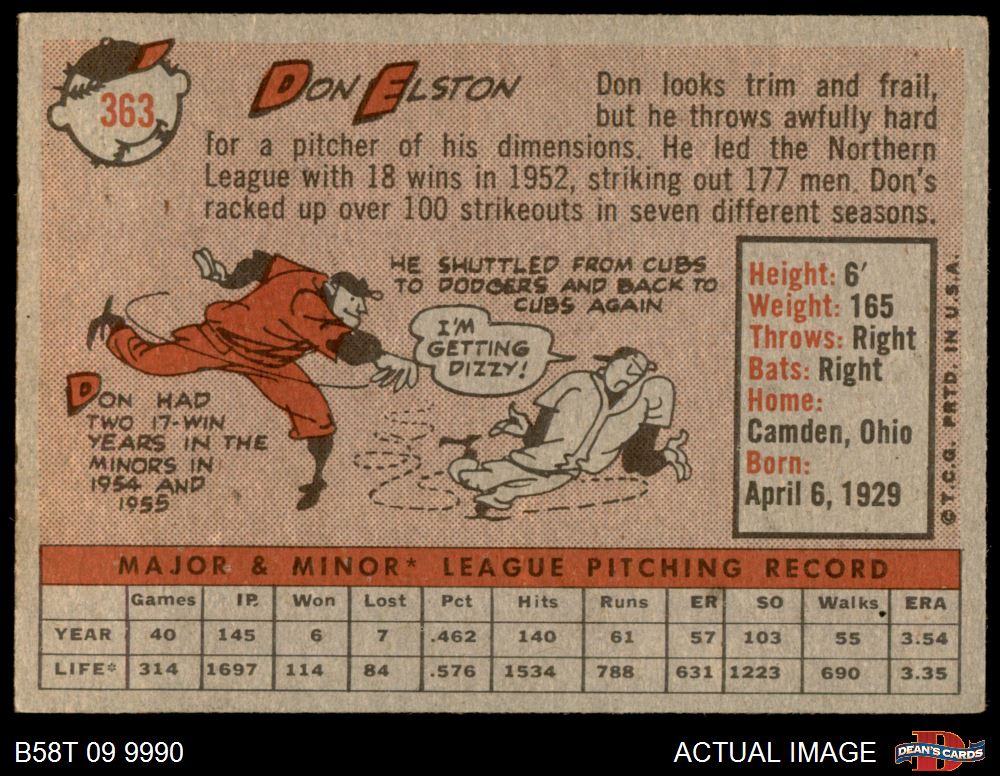 363
DON ELSTON
Don looks trim and frail,
but he throws awfully hard
for a pitcher of his dimensions. He led the Northern
League with 18 wins in 1952, striking out 177 men. Don's
racked up over 100 strikeouts in seven different seasons.
HE SHUTTLED FROM CUBS
TO DODGERS AND BACK TO
CUBS AGAIN
I'M
GETTING
DIZZY!
DON HAD
TWO 17-WIN
YEARS IN THE
MINORS IN
1954 AND
1955
Height: 6'
Weight: 165
Throws: Right
Bats: Right
Home:
Camden, Ohio
Born:
April 6, 1929
© T.C.G. PRTD. IN U.S.A.
MAJOR & MINOR* LEAGUE PITCHING RECORD
Games IP. Won Lost Pct Hits Runs ER SO Walks ERA
YEAR 40 145 6 7 .462 140 61 57 103 55 3.54
LIFE* 314 1697 114 84 .576 1534 788 631 1223 690 3.35
B58T 09 9990
ACTUAL IMAGE
DEAN'S CARDS